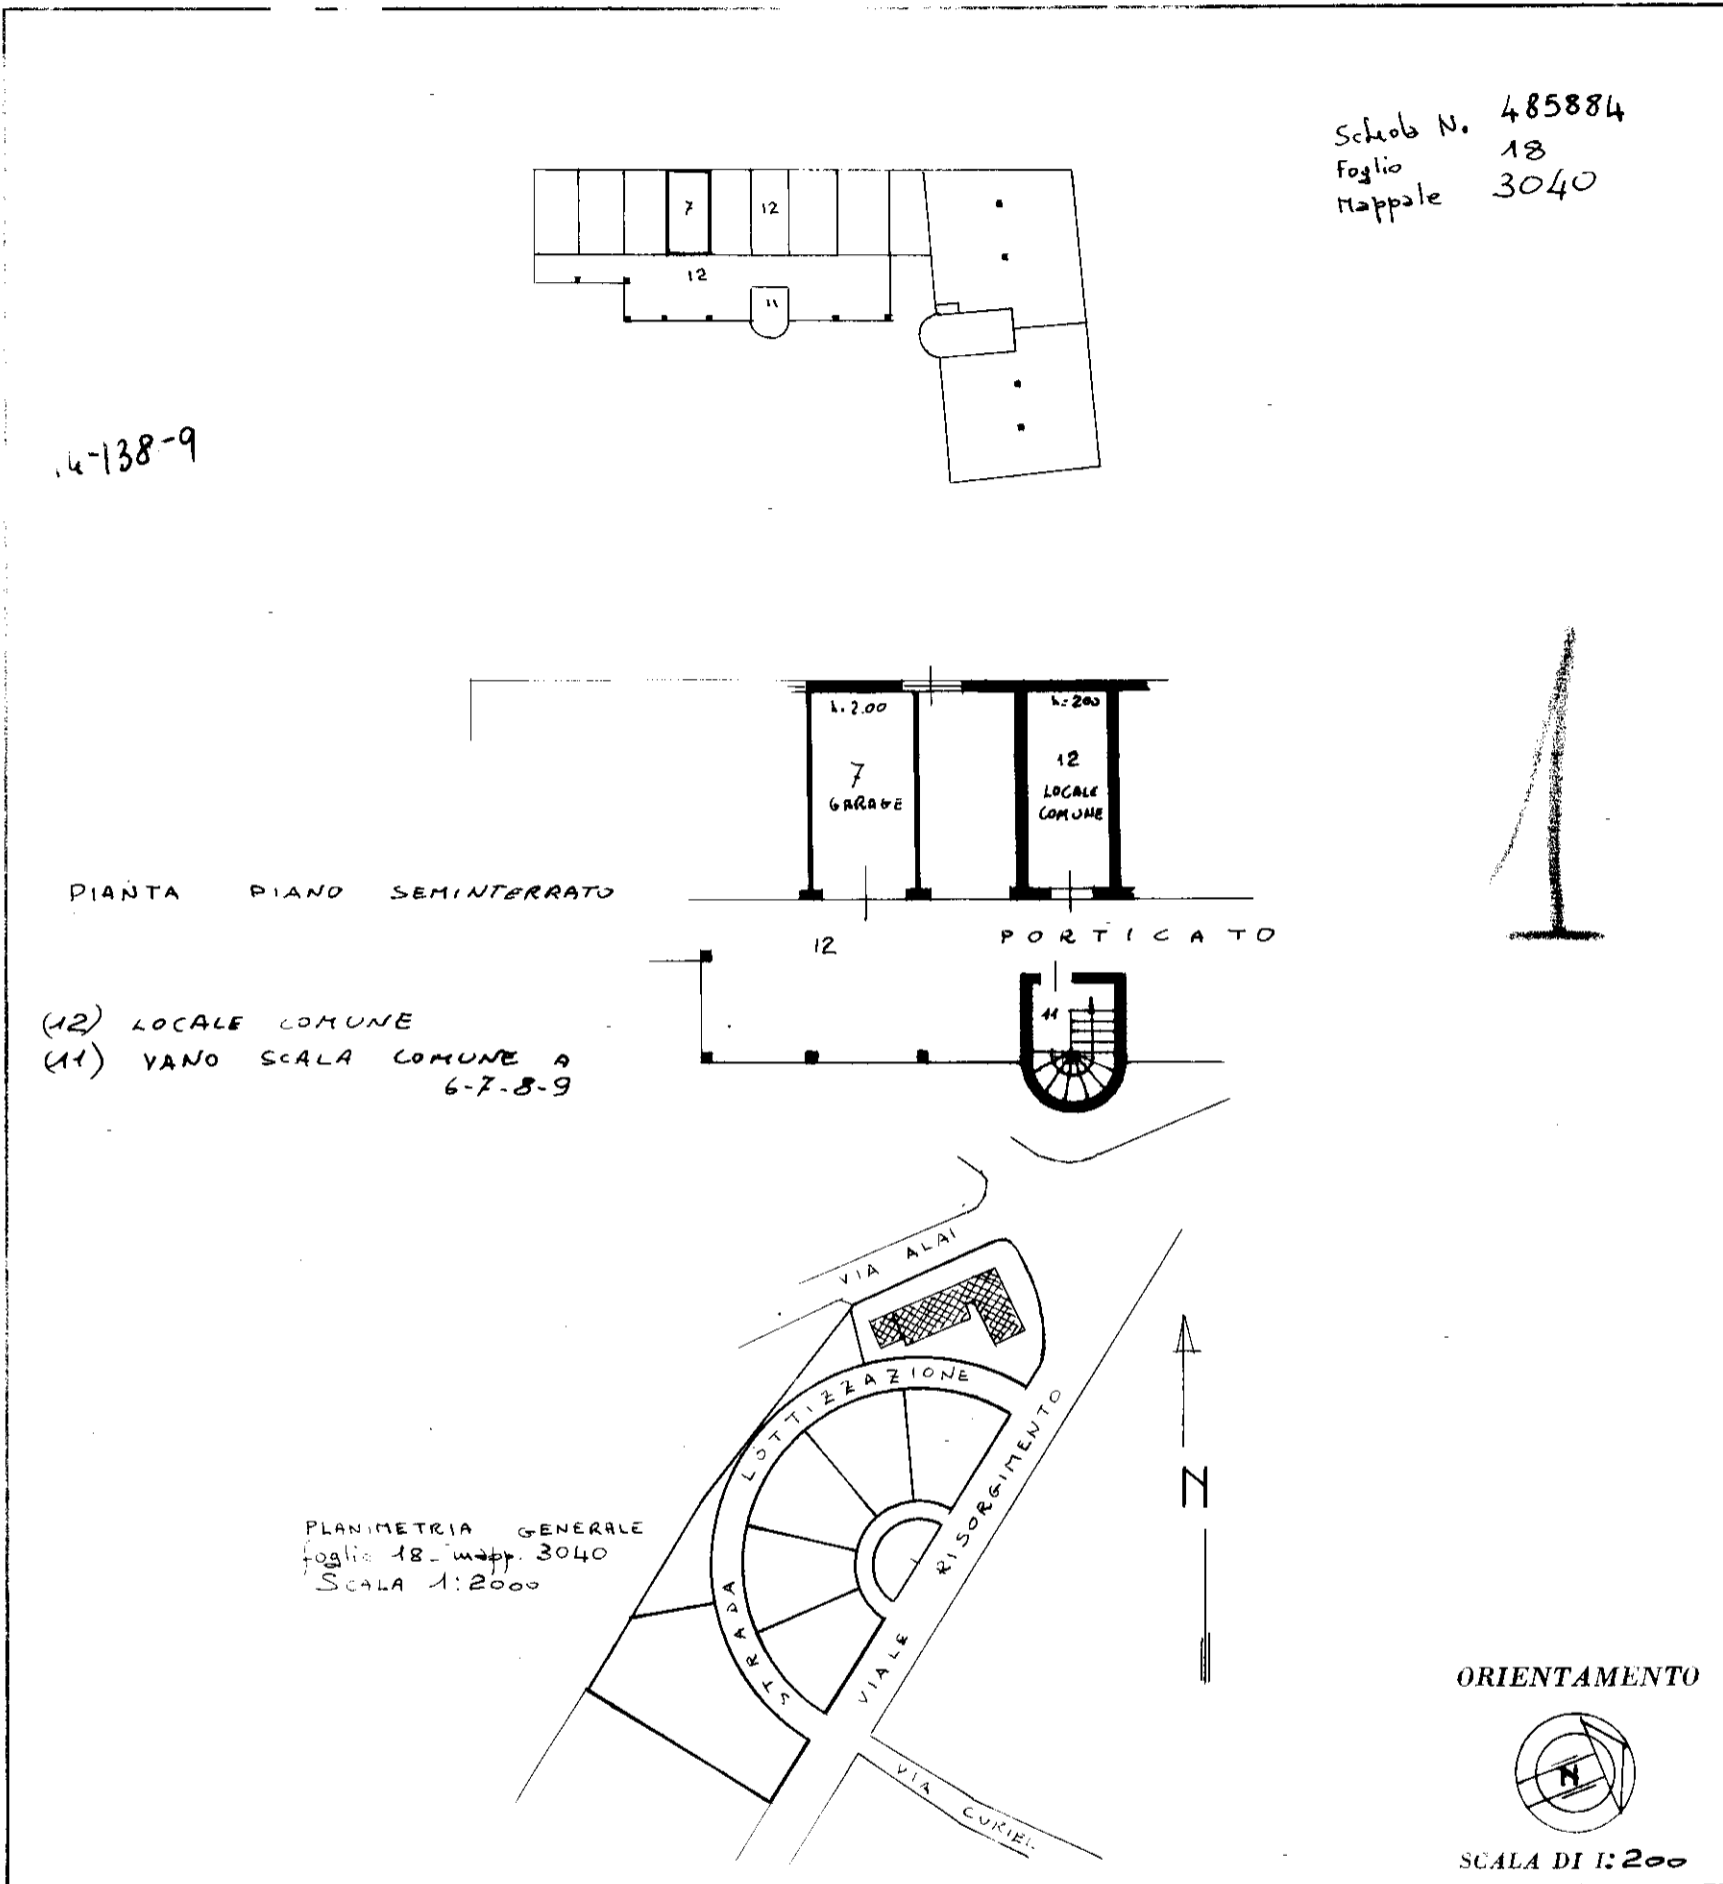 Scheda N. 485884
Foglio 18
Mappale 3040
7
12
12
11
-138-9
h. 2.00
h=200
7
GARAGE
12
LOCALE
COMUNE
PIANTA PIANO SEMINTERRATO
12
PORTICATO
11
(12) LOCALE COMUNE
(11) VANO SCALA COMUNE A
6-7-8-9
VIA ALAI
STRADA LOTTIZZAZIONE
VIALE RISORGIMENTO
N
PLANIMETRIA GENERALE
foglio 18 - mapp. 3040
SCALA 1:2000
VIA CURIEL
ORIENTAMENTO
N
SCALA DI 1:200